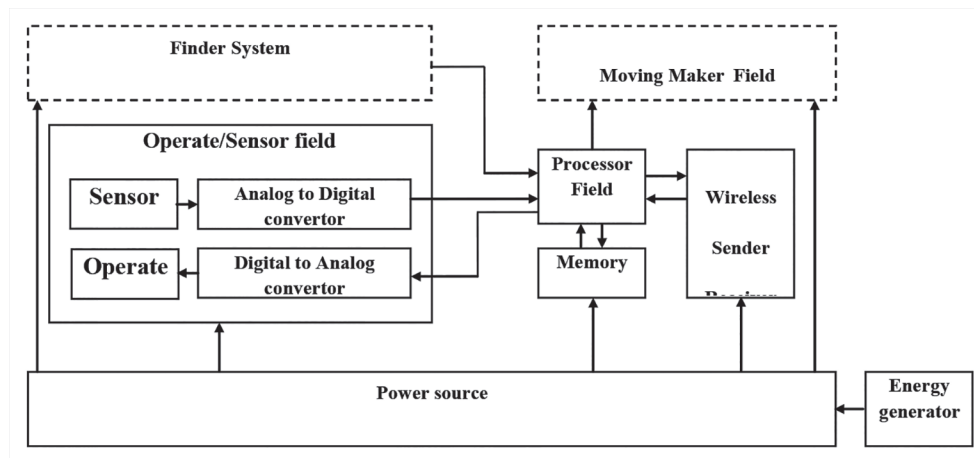 Finder System
Moving Maker Field
Operate/Sensor field
Sensor
Analog to Digital
convertor
Operate
Digital to Analog
convertor
Processor
Field
Memory
Wireless
Sender
Power source
Energy
generator